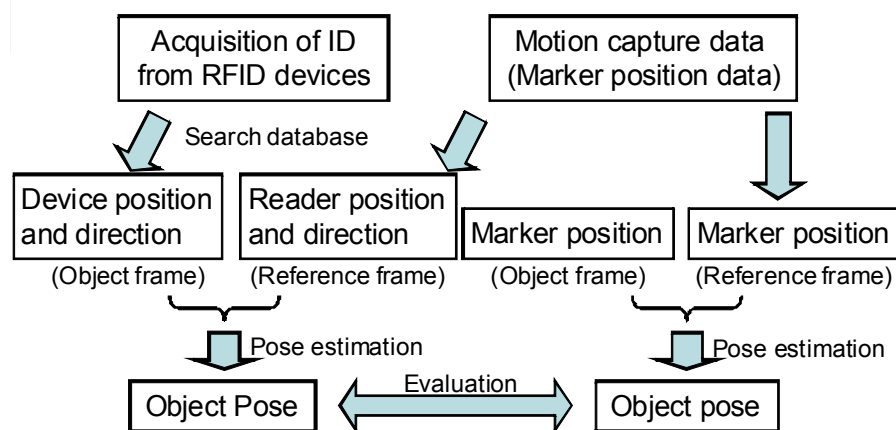 Acquisition of ID
from RFID devices
Motion capture data
(Marker position data)
Search database
Device position
and direction
Reader position
and direction
Marker position
Marker position
(Object frame)
(Reference frame)
(Object frame)
(Reference frame)
Pose estimation
Pose estimation
Object Pose
Evaluation
Object pose